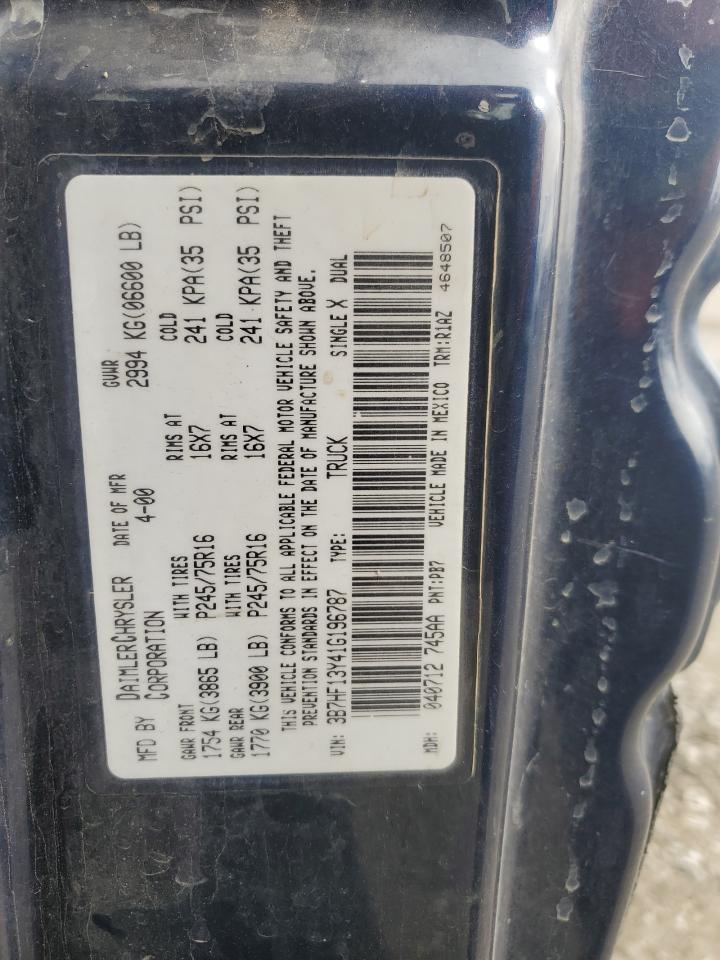 MFD BY DAIMLERCHRYSLER CORPORATION DATE OF MFR 4-00 GVWR 2994 KG(06600 LB)
GAWR FRONT WITH TIRES RIMS AT COLD
1754 KG(3865 LB) P245/75R16 16X7 241 KPA(35 PSI)
GAWR REAR WITH TIRES RIMS AT COLD
1770 KG(3900 LB) P245/75R16 16X7 241 KPA(35 PSI)
THIS VEHICLE CONFORMS TO ALL APPLICABLE FEDERAL MOTOR VEHICLE SAFETY AND THEFT
PREVENTION STANDARDS IN EFFECT ON THE DATE OF MANUFACTURE SHOWN ABOVE.
VIN: 3B7HF13Y41G196787 TYPE: TRUCK SINGLE X DUAL
MDH: 040712 745AA PNT:PB7 VEHICLE MADE IN MEXICO TRM:R1AZ
4648507